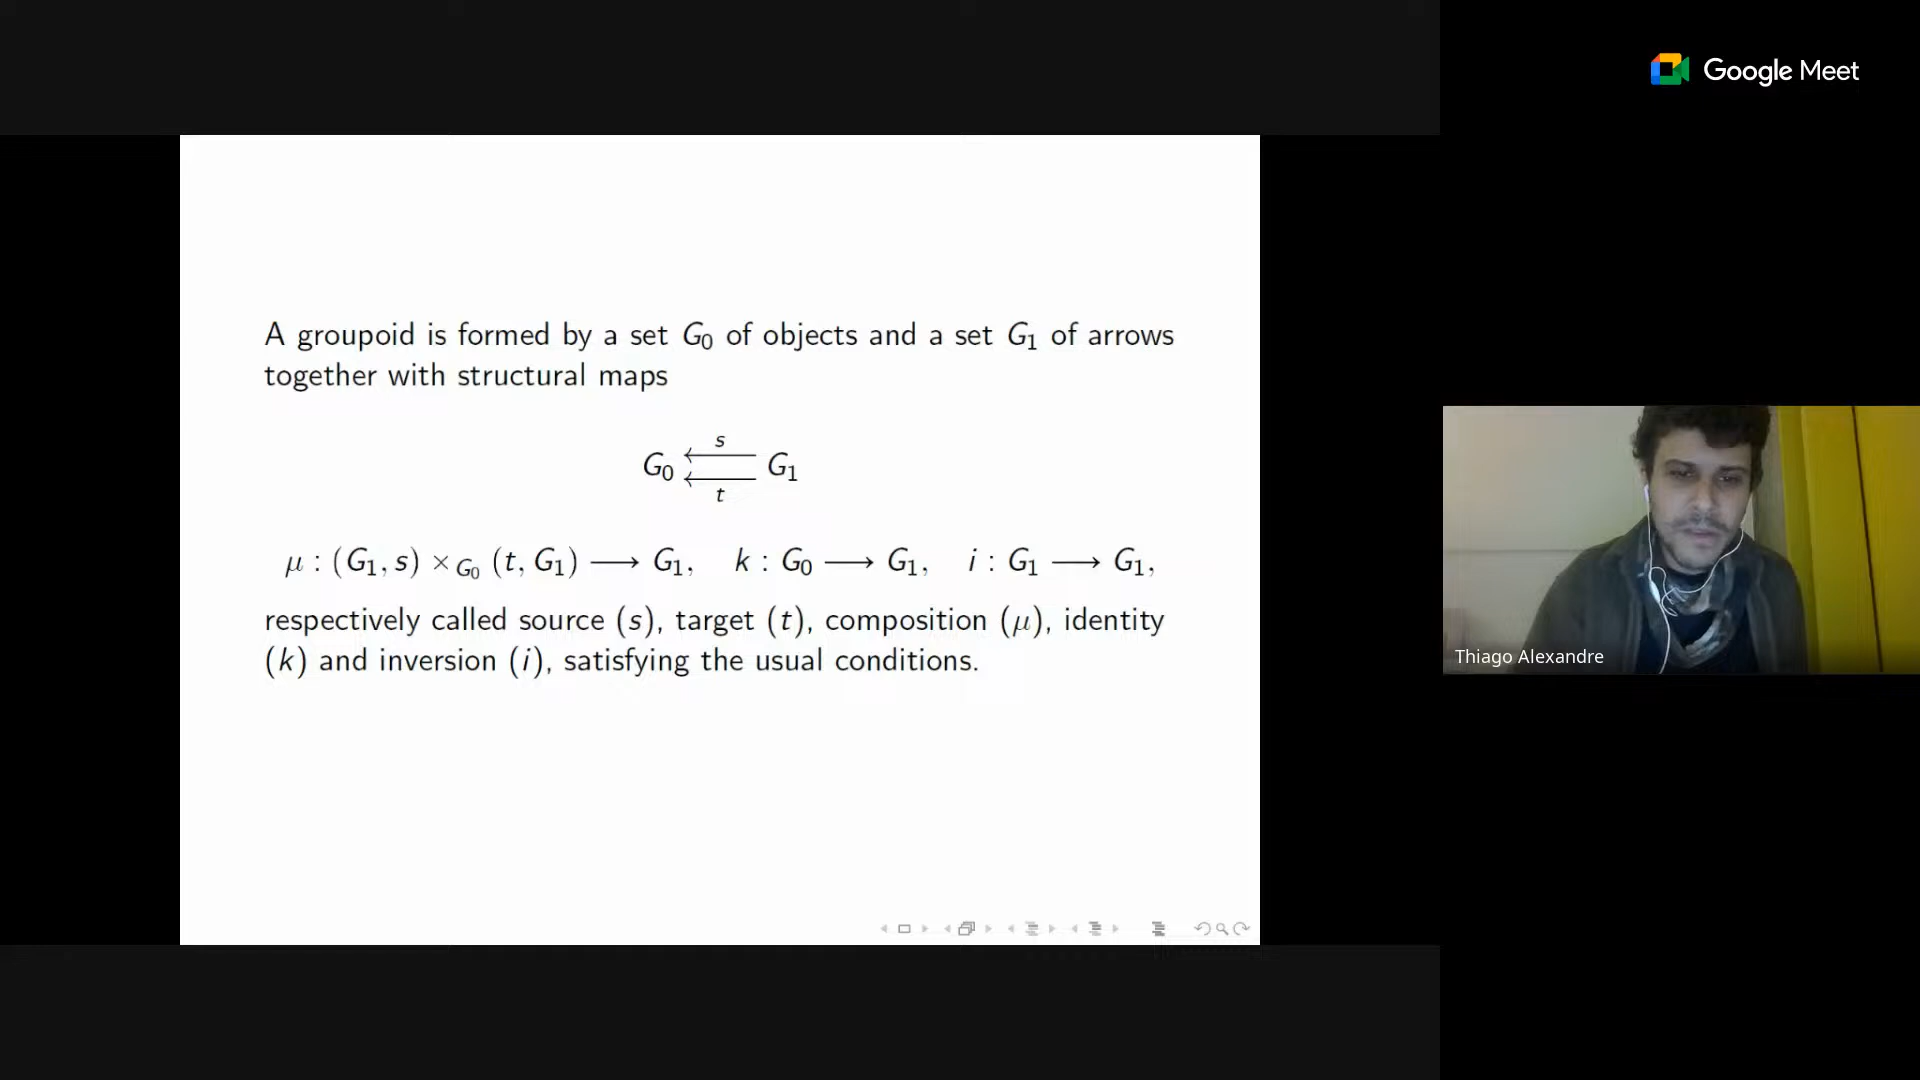 Google Meet
A groupoid is formed by a set G₀ of objects and a set G₁ of arrows
together with structural maps
s
G₀ ⇇ G₁
t
μ : (G₁, s) ×_G₀ (t, G₁) ⟶ G₁, k : G₀ ⟶ G₁, i : G₁ ⟶ G₁,
respectively called source (s), target (t), composition (μ), identity
(k) and inversion (i), satisfying the usual conditions.
Thiago Alexandre